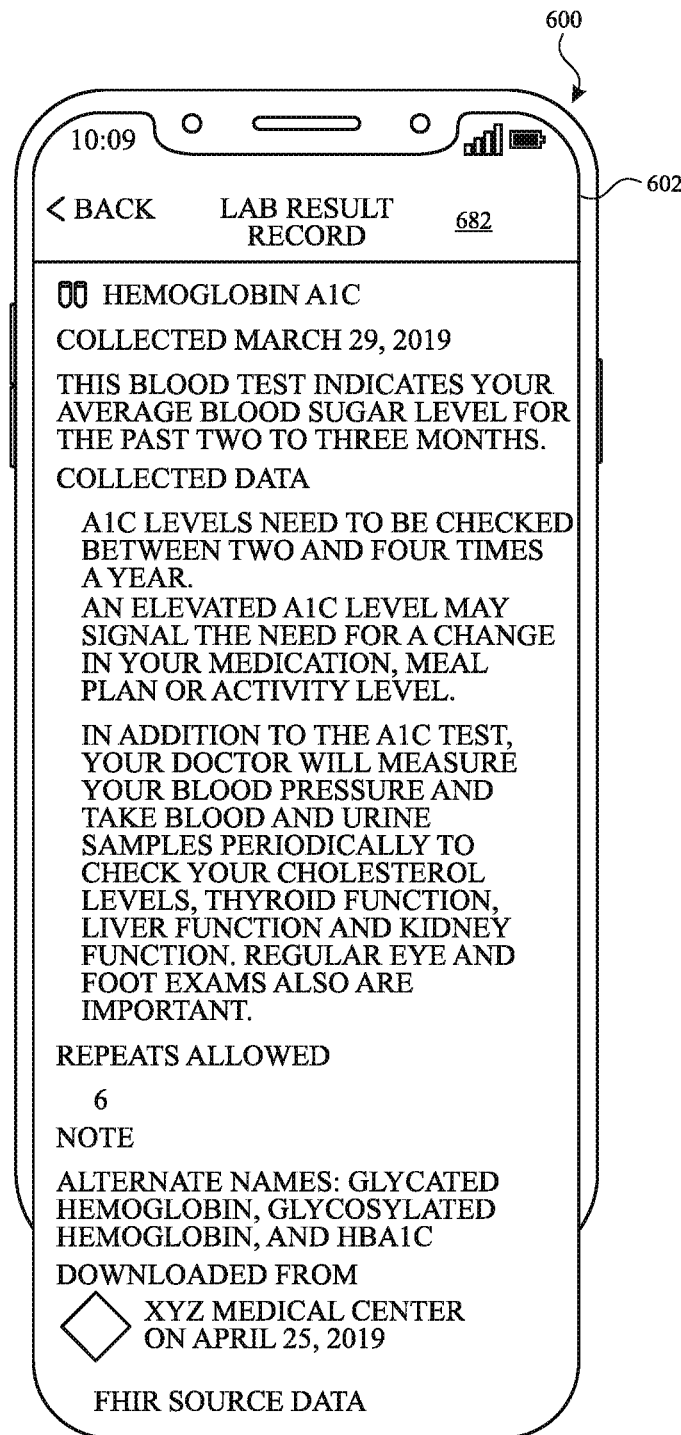 600
10:09
602
< BACK
LAB RESULT
RECORD
682
HEMOGLOBIN A1C
COLLECTED MARCH 29, 2019
THIS BLOOD TEST INDICATES YOUR
AVERAGE BLOOD SUGAR LEVEL FOR
THE PAST TWO TO THREE MONTHS.
COLLECTED DATA
A1C LEVELS NEED TO BE CHECKED
BETWEEN TWO AND FOUR TIMES
A YEAR.
AN ELEVATED A1C LEVEL MAY
SIGNAL THE NEED FOR A CHANGE
IN YOUR MEDICATION, MEAL
PLAN OR ACTIVITY LEVEL.
IN ADDITION TO THE A1C TEST,
YOUR DOCTOR WILL MEASURE
YOUR BLOOD PRESSURE AND
TAKE BLOOD AND URINE
SAMPLES PERIODICALLY TO
CHECK YOUR CHOLESTEROL
LEVELS, THYROID FUNCTION,
LIVER FUNCTION AND KIDNEY
FUNCTION. REGULAR EYE AND
FOOT EXAMS ALSO ARE
IMPORTANT.
REPEATS ALLOWED
6
NOTE
ALTERNATE NAMES: GLYCATED
HEMOGLOBIN, GLYCOSYLATED
HEMOGLOBIN, AND HBA1C
DOWNLOADED FROM
XYZ MEDICAL CENTER
ON APRIL 25, 2019
FHIR SOURCE DATA